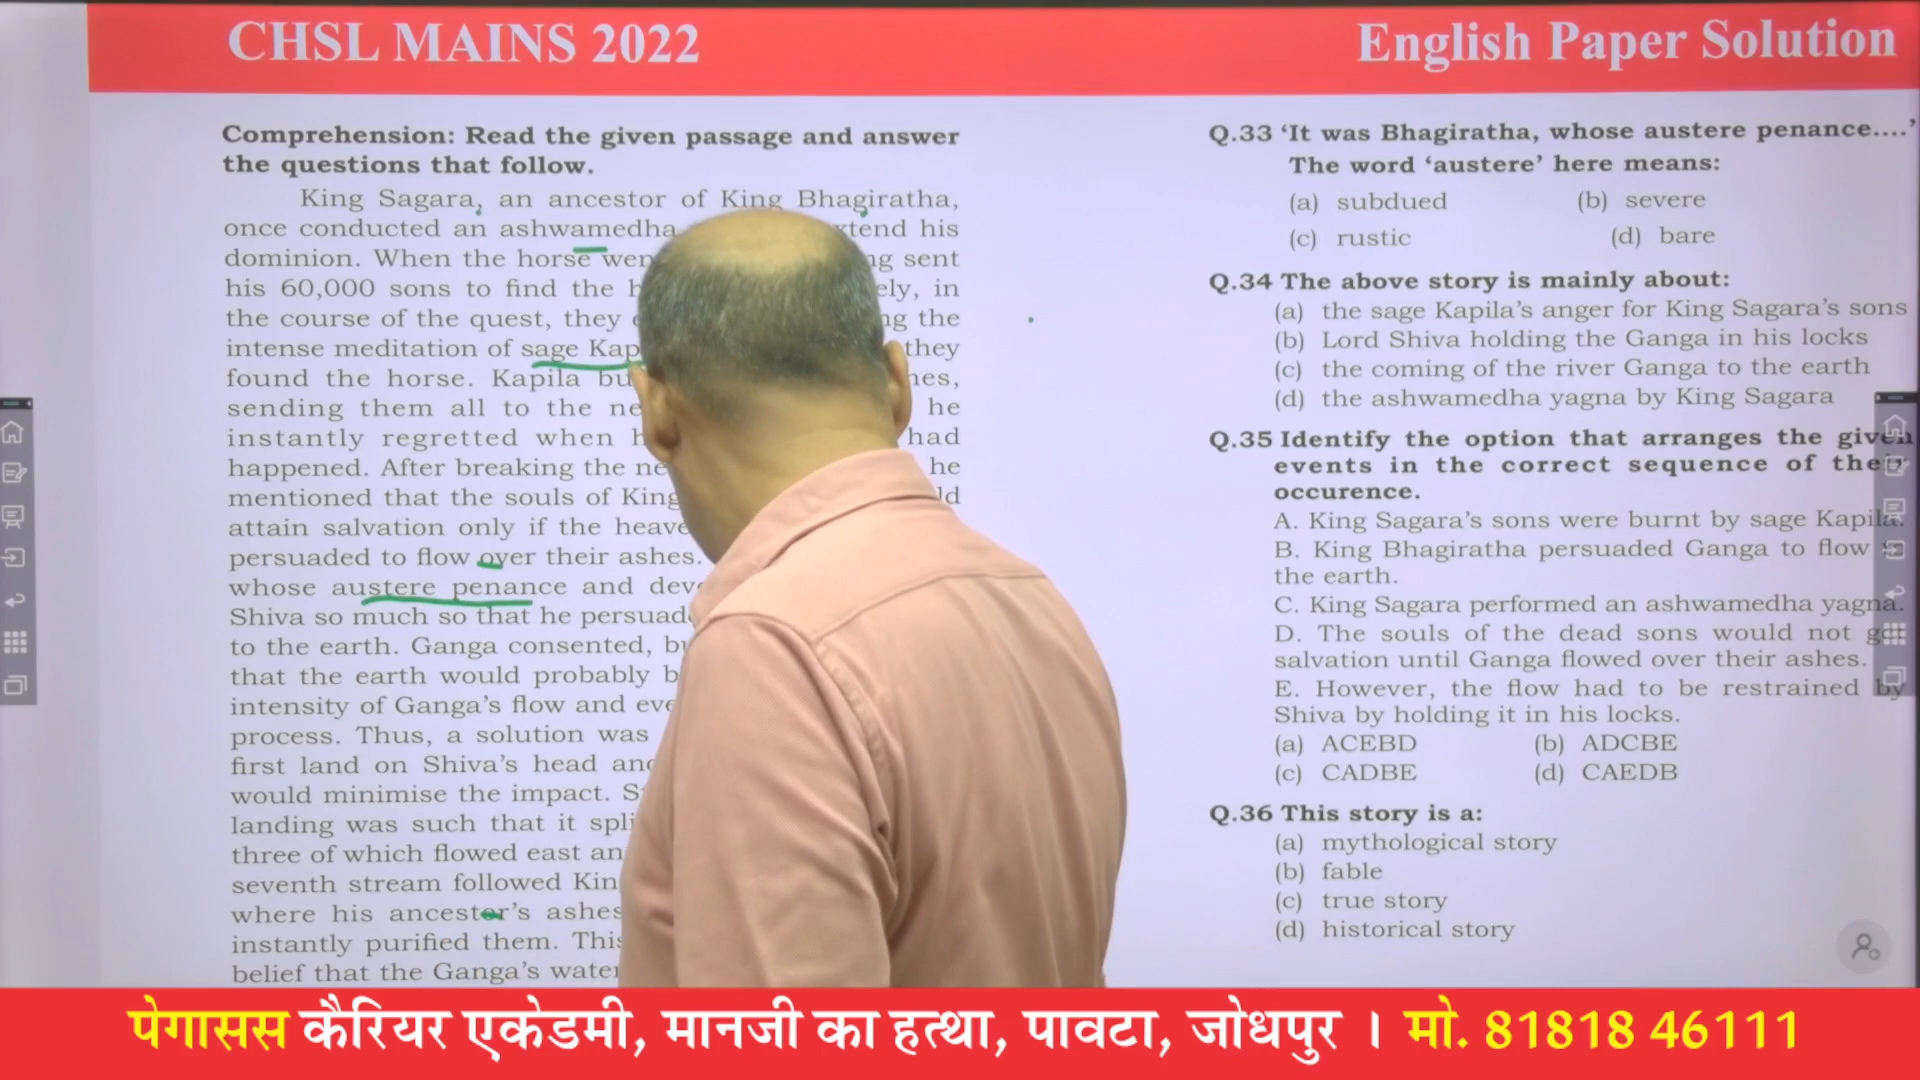 CHSL MAINS 2022
English Paper Solution
Comprehension: Read the given passage and answer
the questions that follow.
King Sagara, an ancestor of King Bhagiratha,
once conducted an ashwamedha extend his
dominion. When the horse sent
his 60,000 sons to find the in
the course of the quest, they the
intense meditation of sage they
found the horse. Kapila
sending them all to the he
instantly regretted when had
happened. After breaking the he
mentioned that the souls of King
attain salvation only if the
persuaded to flow over their ashes.
whose austere penance and
Shiva so much so that he
to the earth. Ganga consented,
that the earth would probably
intensity of Ganga's flow and
process. Thus, a solution was
first land on Shiva's head
would minimise the impact.
landing was such that it
three of which flowed east
seventh stream followed
where his ancestor's ashes
instantly purified them. This
belief that the Ganga's
Q.33 'It was Bhagiratha, whose austere penance....'
The word 'austere' here means:
(a) subdued (b) severe
(c) rustic (d) bare
Q.34 The above story is mainly about:
(a) the sage Kapila's anger for King Sagara's sons
(b) Lord Shiva holding the Ganga in his locks
(c) the coming of the river Ganga to the earth
(d) the ashwamedha yagna by King Sagara
Q.35 Identify the option that arranges the given
events in the correct sequence of their
occurence.
A. King Sagara's sons were burnt by sage Kapila.
B. King Bhagiratha persuaded Ganga to flow
the earth.
C. King Sagara performed an ashwamedha yagna.
D. The souls of the dead sons would not
salvation until Ganga flowed over their ashes.
E. However, the flow had to be restrained by
Shiva by holding it in his locks.
(a) ACEBD (b) ADCBE
(c) CADBE (d) CAEDB
Q.36 This story is a:
(a) mythological story
(b) fable
(c) true story
(d) historical story
पेगासस कैरियर एकेडमी, मानजी का हत्था, पावटा, जोधपुर । मो. 81818 46111